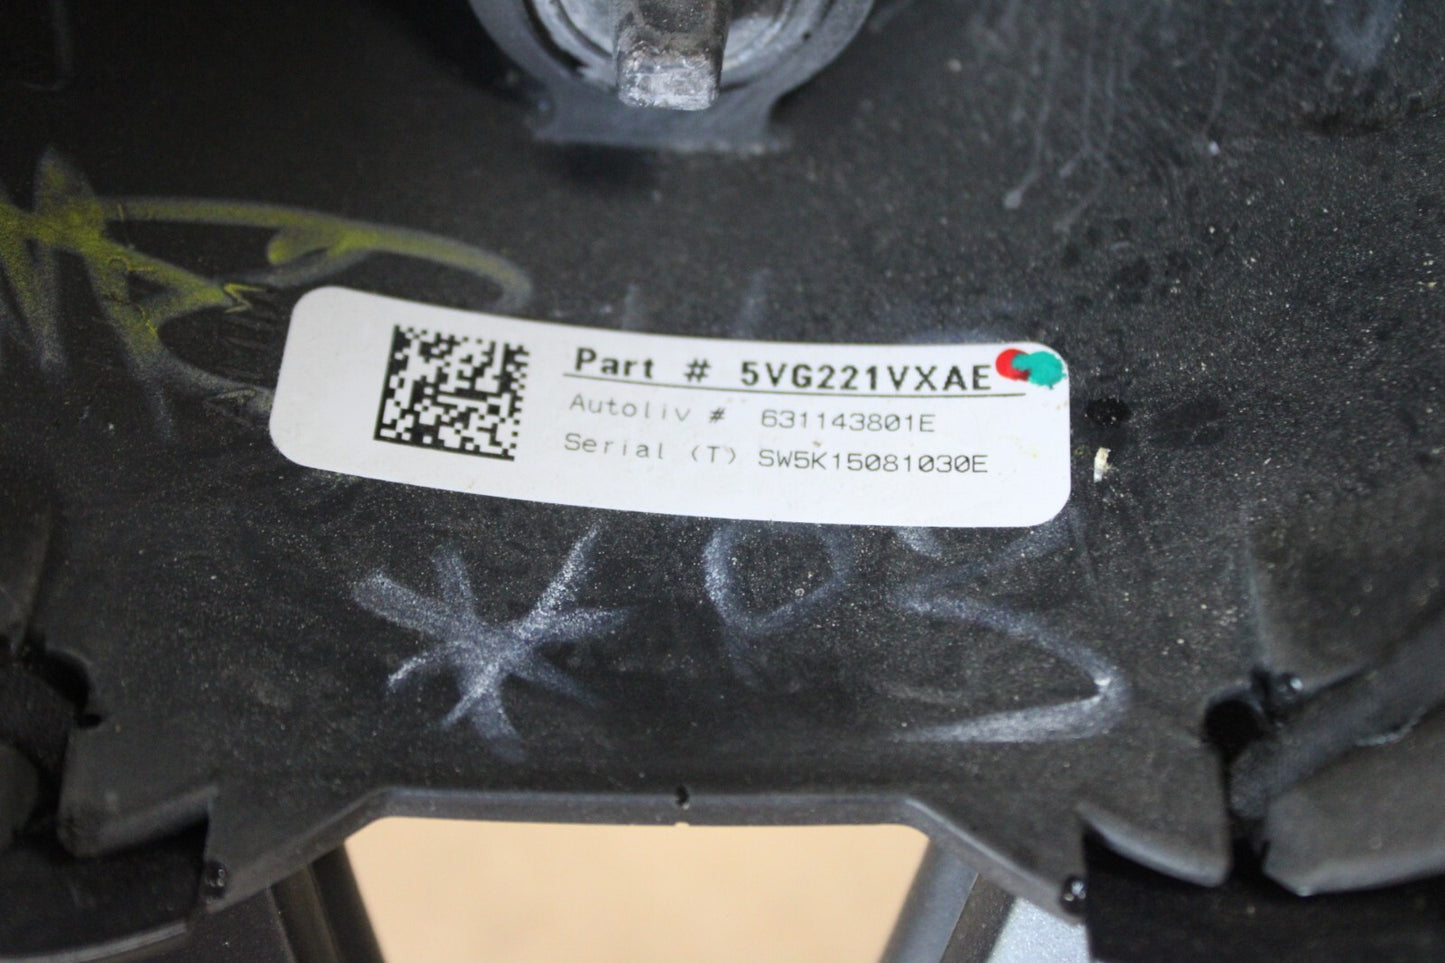 Part # 5VG221VXAE
Autoliv # 631143801E
Serial (T) SW5K15081030E